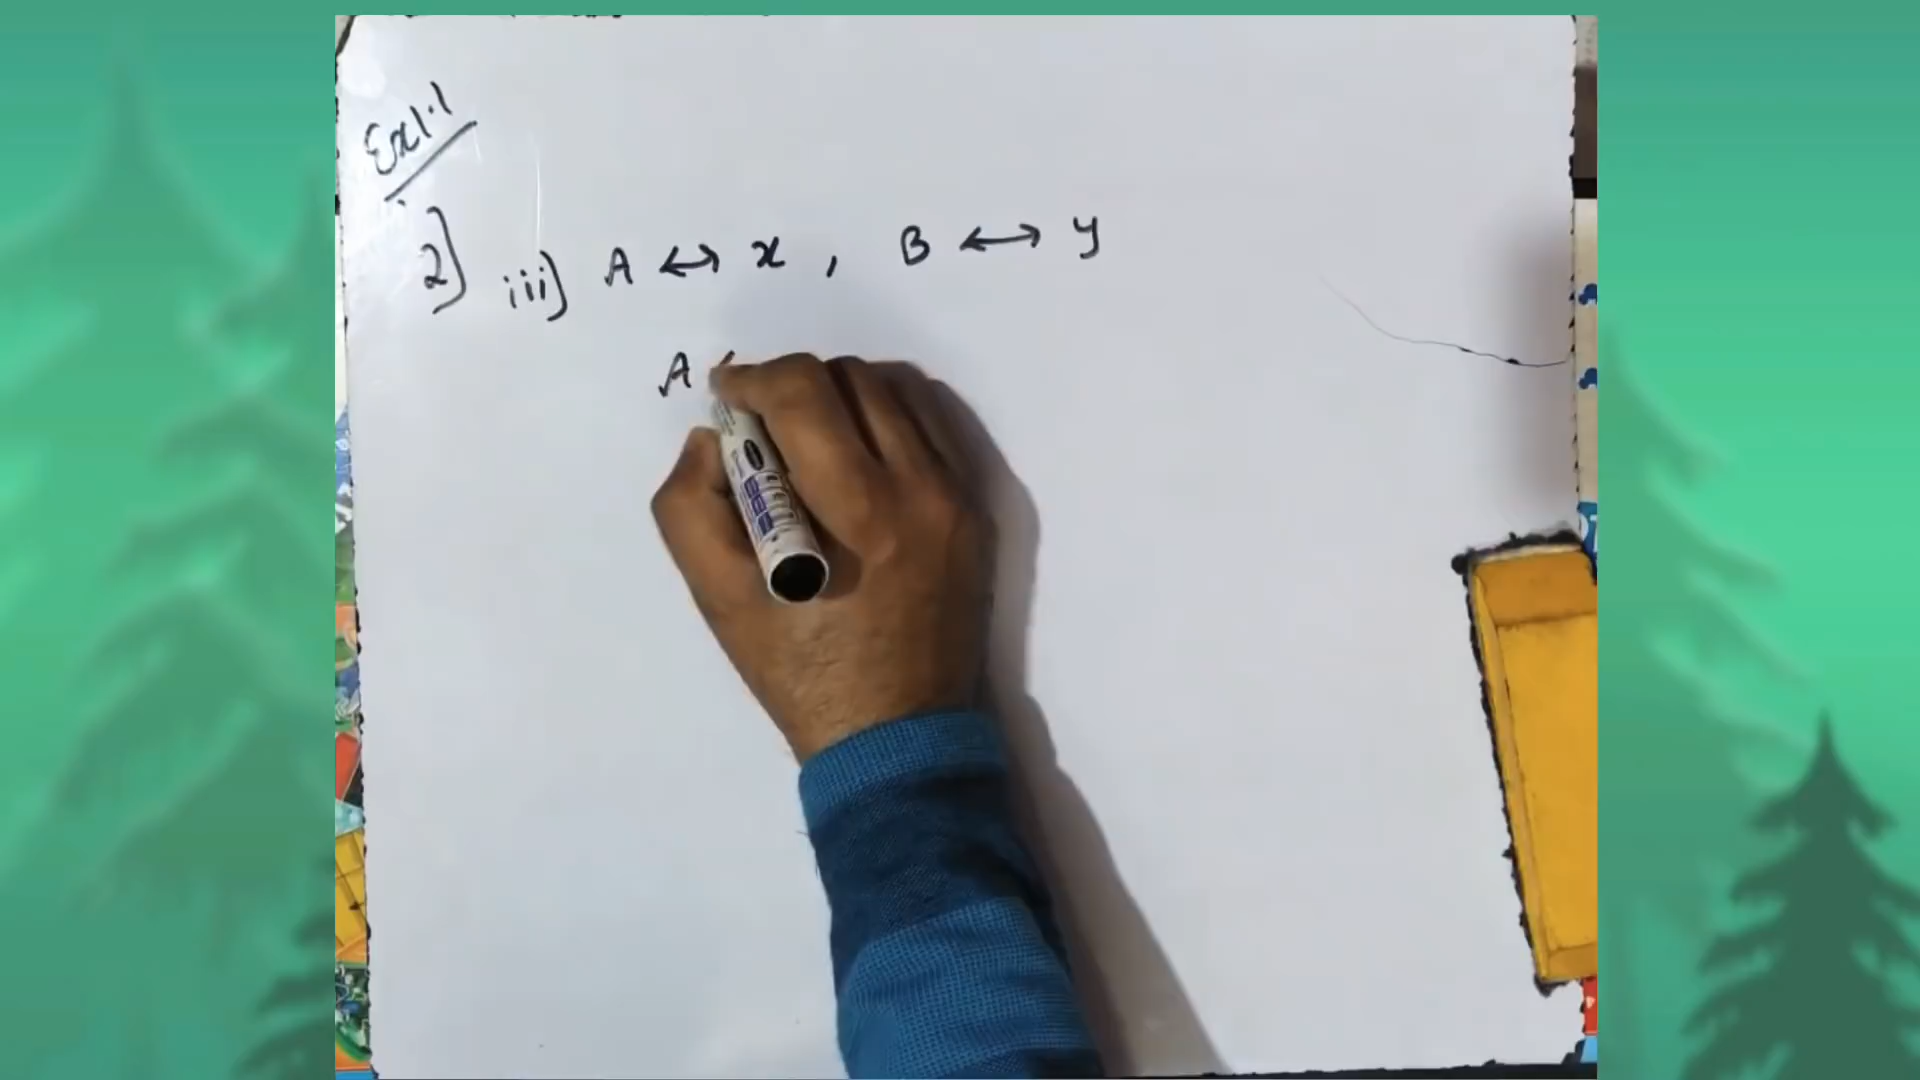 Ex1.1
2] iii] A ↔ x , B ↔ y
A